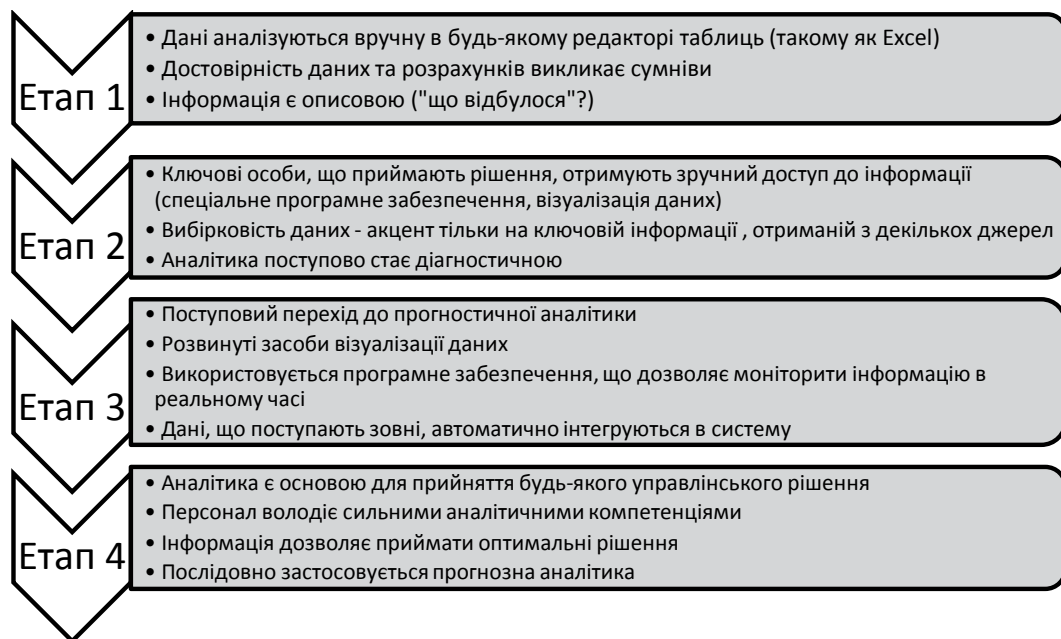 Етап 1
• Дані аналізуються вручну в будь-якому редакторі таблиць (такому як Excel)
• Достовірність даних та розрахунків викликає сумніви
• Інформація є описовою ("що відбулося"?)
Етап 2
• Ключові особи, що приймають рішення, отримують зручний доступ до інформації
(спеціальне програмне забезпечення, візуалізація даних)
• Вибірковість даних - акцент тільки на ключовій інформації , отриманій з декількох джерел
• Аналітика поступово стає діагностичною
Етап 3
• Поступовий перехід до прогностичної аналітики
• Розвинуті засоби візуалізації даних
• Використовується програмне забезпечення, що дозволяє моніторити інформацію в
реальному часі
• Дані, що поступають зовні, автоматично інтегруються в систему
Етап 4
• Аналітика є основою для прийняття будь-якого управлінського рішення
• Персонал володіє сильними аналітичними компетенціями
• Інформація дозволяє приймати оптимальні рішення
• Послідовно застосовується прогнозна аналітика